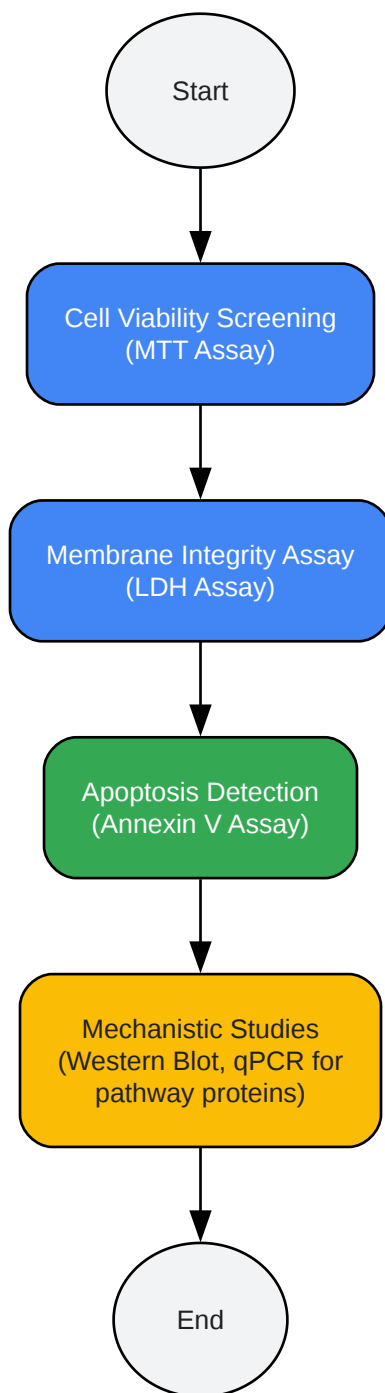 Start
Cell Viability Screening
(MTT Assay)
Membrane Integrity Assay
(LDH Assay)
Apoptosis Detection
(Annexin V Assay)
Mechanistic Studies
(Western Blot, qPCR for
pathway proteins)
End